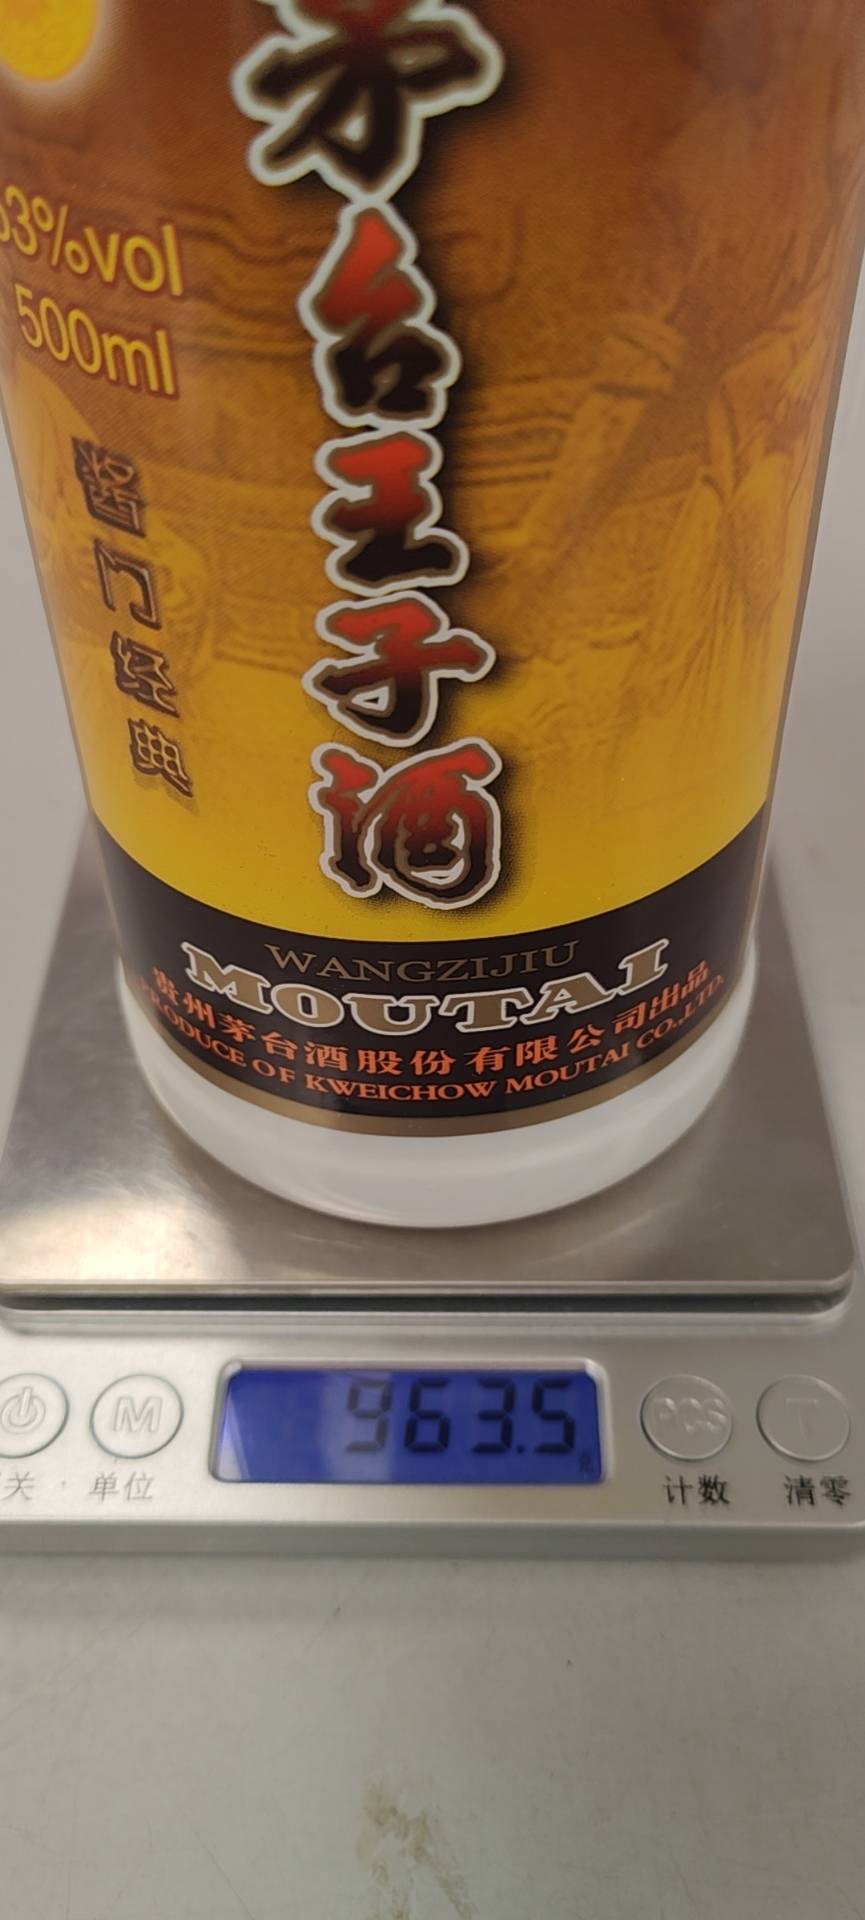 茅台王子酒
53%vol
500ml
酱门经典
WANGZIJIU
MOUTAI
贵州茅台酒股份有限公司出品
PRODUCE OF KWEICHOW MOUTAI CO.,LTD.
963.5
M
PCS
T
关
单位
计数
清零